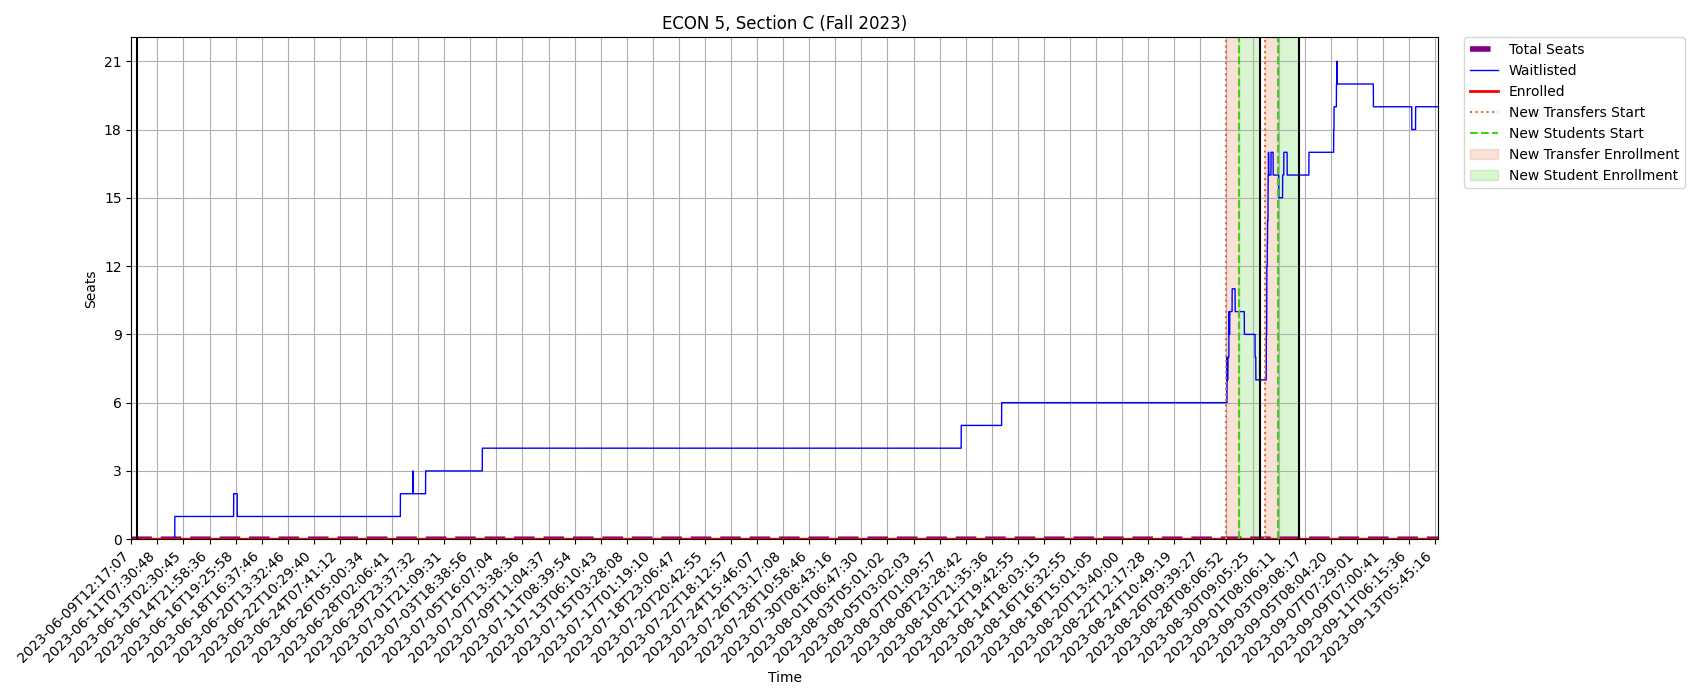 ECON 5, Section C (Fall 2023)
Total Seats
Waitlisted
Enrolled
New Transfers Start
New Students Start
New Transfer Enrollment
New Student Enrollment
Seats
21
18
15
12
9
6
3
0
2023-06-09T12:17:07
2023-06-11T07:30:48
2023-06-13T02:30:45
2023-06-14T21:58:36
2023-06-16T19:25:58
2023-06-18T16:37:46
2023-06-20T13:32:46
2023-06-22T10:29:40
2023-06-24T07:41:12
2023-06-26T05:00:34
2023-06-28T02:06:41
2023-06-29T23:37:32
2023-07-01T21:09:31
2023-07-03T18:38:56
2023-07-05T16:07:04
2023-07-07T13:38:36
2023-07-09T11:04:37
2023-07-11T08:39:54
2023-07-13T06:10:43
2023-07-15T03:28:08
2023-07-17T01:19:10
2023-07-18T23:06:47
2023-07-20T20:42:55
2023-07-22T18:12:57
2023-07-24T15:46:07
2023-07-26T13:17:08
2023-07-28T10:58:46
2023-07-30T08:43:16
2023-08-01T06:47:30
2023-08-03T05:01:02
2023-08-05T03:02:03
2023-08-07T01:09:57
2023-08-08T23:28:42
2023-08-10T21:35:36
2023-08-12T19:42:55
2023-08-14T18:03:15
2023-08-16T16:32:55
2023-08-18T15:01:05
2023-08-20T13:40:00
2023-08-22T12:17:28
2023-08-24T10:49:19
2023-08-26T09:39:27
2023-08-28T08:06:52
2023-08-30T09:05:25
2023-09-01T08:06:11
2023-09-03T09:08:17
2023-09-05T08:04:20
2023-09-07T07:29:01
2023-09-09T07:00:41
2023-09-11T06:15:36
2023-09-13T05:45:16
Time